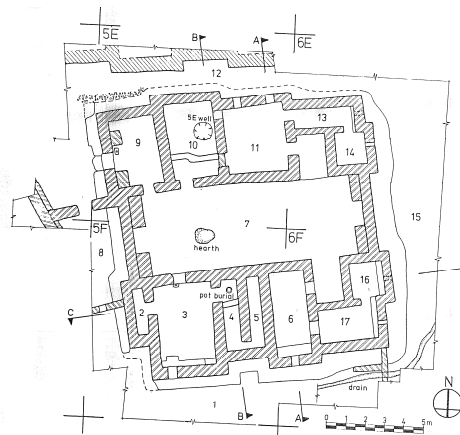 5E
B
A
6E
12
5E well
13
9
10
11
14
7
15
5F
6F
hearth
8
16
pot burial
C
2
3
4
5
6
17
drain
N
1
B
A
0 1 2 3 4 5m